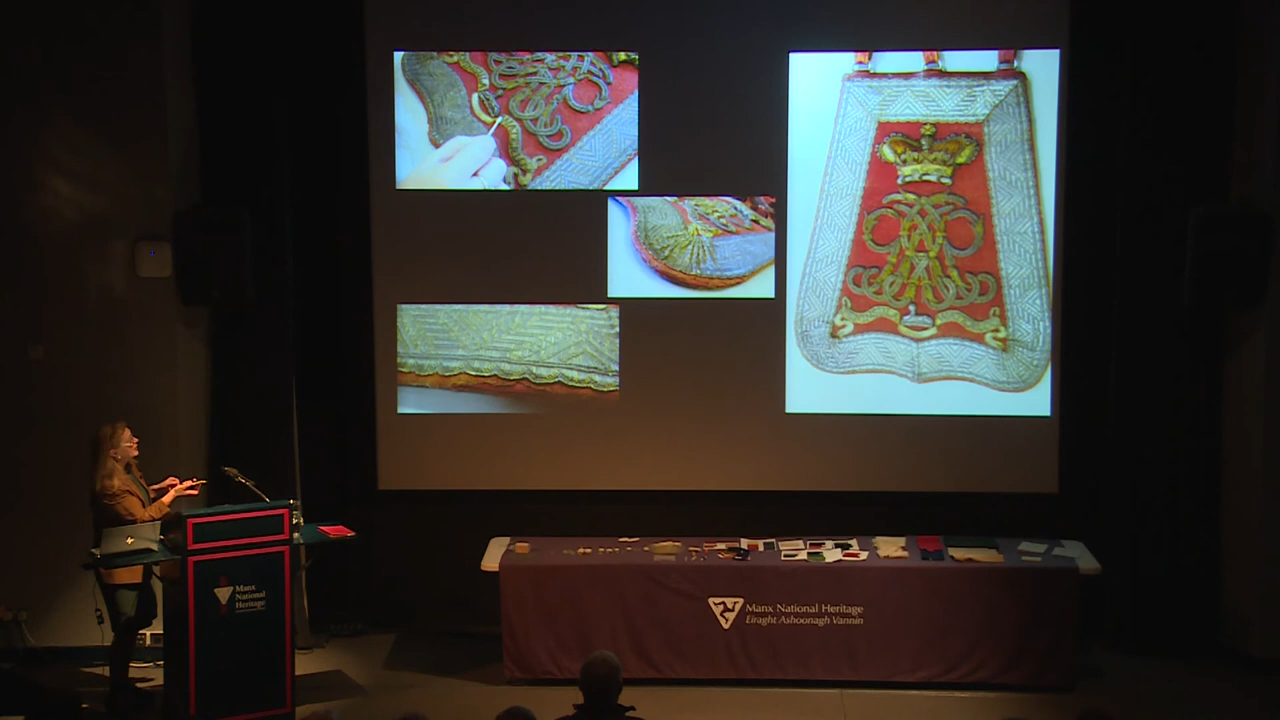 Manx
National
Heritage
Manx National Heritage
Eiraght Ashoonagh Vannin